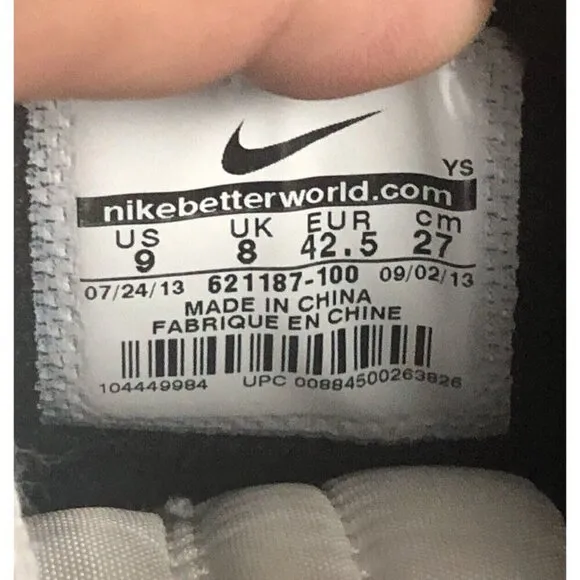 YS
nikebetterworld.com
US UK EUR cm
9 8 42.5 27
07/24/13 621187-100 09/02/13
MADE IN CHINA
FABRIQUE EN CHINE
104449984 UPC 00884500263826